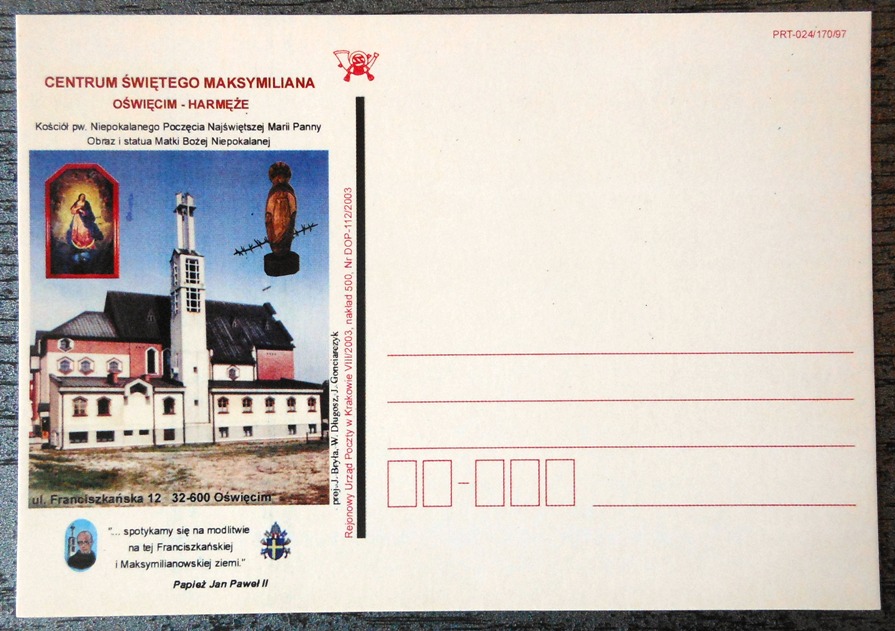 PRT-024/170/97
CENTRUM ŚWIĘTEGO MAKSYMILIANA
OŚWIĘCIM - HARMĘŻE
Kościół pw. Niepokalanego Poczęcia Najświętszej Marii Panny
Obraz i statua Matki Bożej Niepokalanej
ul. Franciszkańska 12 32-600 Oświęcim
"... spotykamy się na modlitwie
na tej Franciszkańskiej
i Maksymilianowskiej ziemi."
Papież Jan Paweł II
proj. J. Bryła, W. Długosz, J. Gonciarczyk
Rejonowy Urząd Poczty w Krakowie VIII/2003, nakład 500, Nr DOP-112/2003